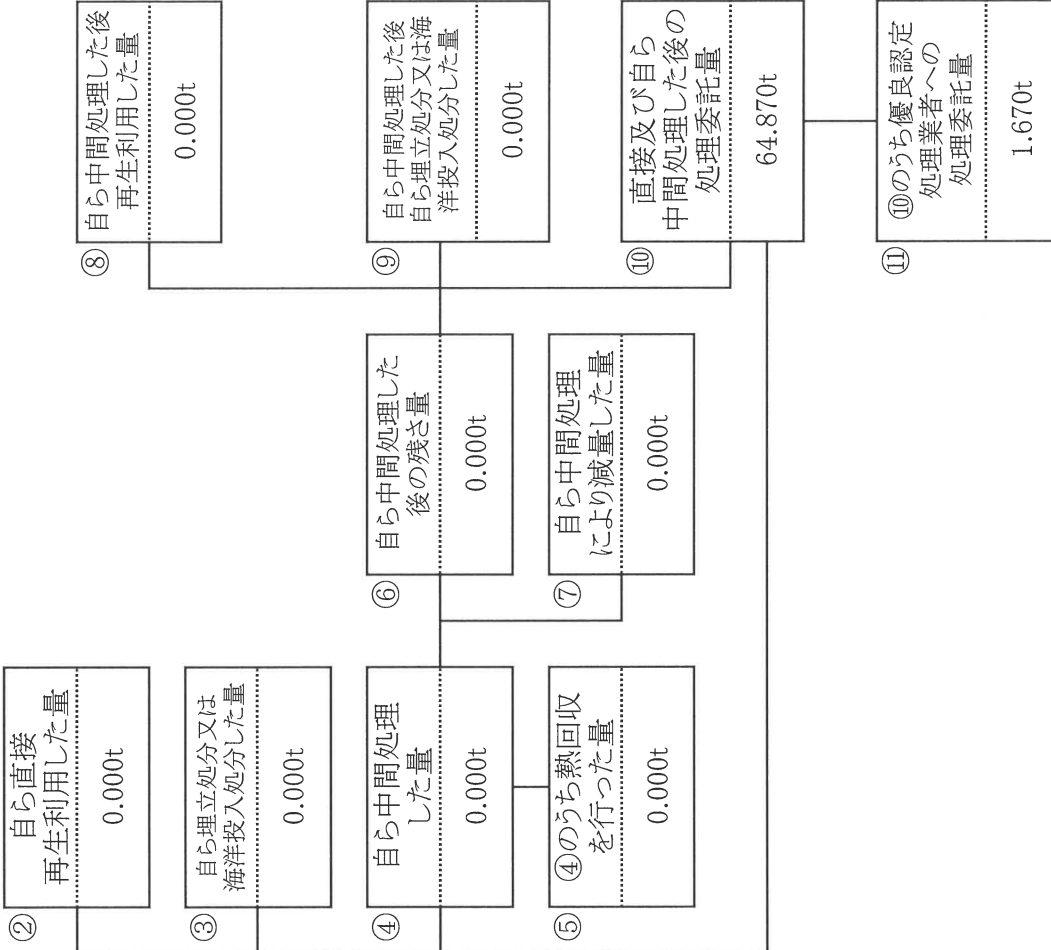 ②
自ら直接
再生利用した量
0.000t
③
自ら埋立処分又は
海洋投入処分した量
0.000t
④
自ら中間処理
した量
0.000t
⑤
④のうち熱回収
を行った量
0.000t
⑥
自ら中間処理した
後の残さ量
0.000t
⑦
自ら中間処理
により減量した量
0.000t
⑧
自ら中間処理した後
再生利用した量
0.000t
⑨
自ら中間処理した後
自ら埋立処分又は海
洋投入処分した量
0.000t
⑩
直接及び自ら
中間処理した後の
処理委託量
64.870t
⑪
⑩のうち優良認定
処理業者への
処理委託量
1.670t